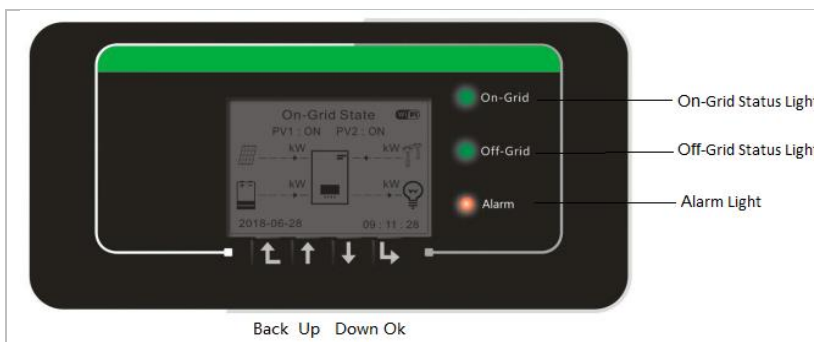 On-Grid State WiFi
PV1 : ON PV2 : ON
kW kW
kW kW
2018-06-28 09 : 11 : 28
On-Grid
Off-Grid
Alarm
On-Grid Status Light
Off-Grid Status Light
Alarm Light
Back Up Down Ok